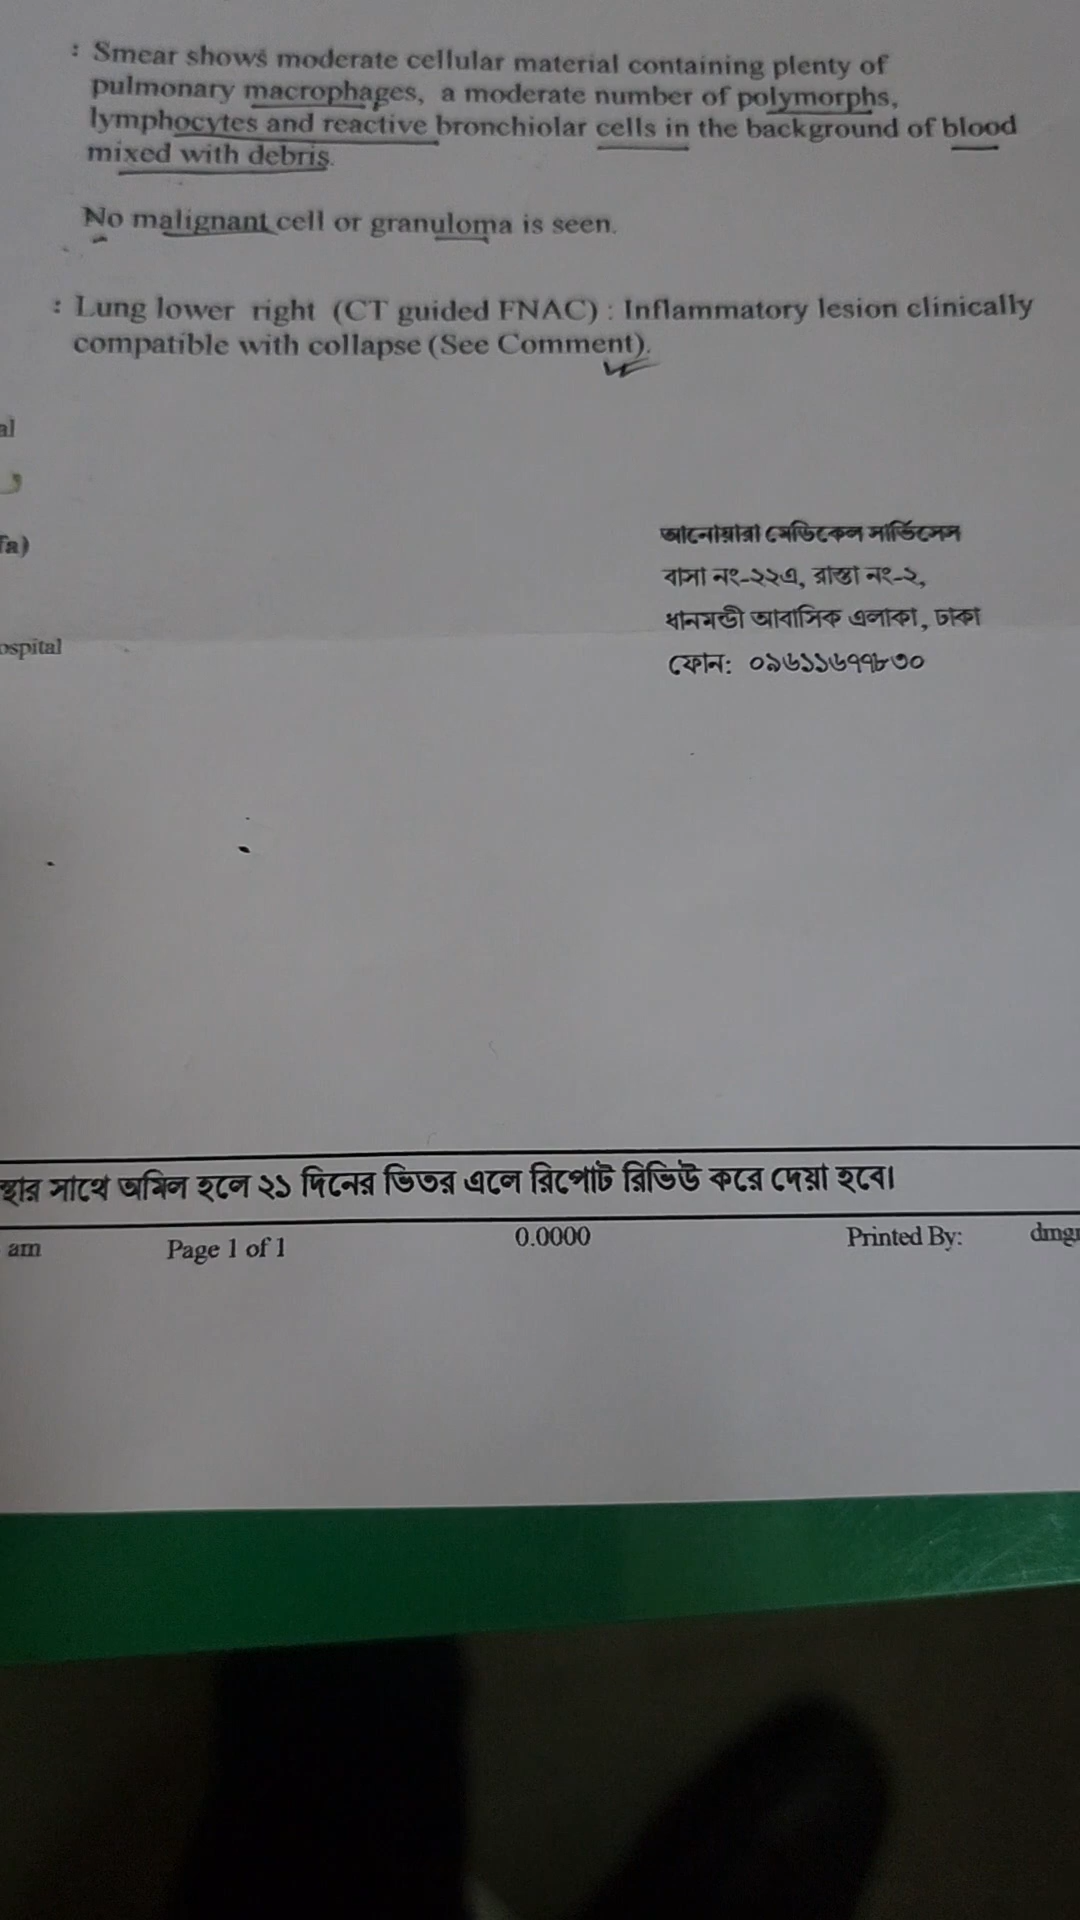 : Smear shows moderate cellular material containing plenty of
pulmonary macrophages, a moderate number of polymorphs,
lymphocytes and reactive bronchiolar cells in the background of blood
mixed with debris.
No malignant cell or granuloma is seen.
: Lung lower right (CT guided FNAC) : Inflammatory lesion clinically
compatible with collapse (See Comment).
al
fa)
আনোয়ারা মেডিকেল সার্ভিসেস
বাসা নং-২২এ, রাস্তা নং-২,
ধানমন্ডী আবাসিক এলাকা, ঢাকা
ospital
ফোন: ০৯৬১১৬৭৭৮৩০
স্থার সাথে অমিল হলে ২১ দিনের ভিতর এলে রিপোর্ট রিভিউ করে দেয়া হবে।
am Page 1 of 1 0.0000 Printed By: dmg